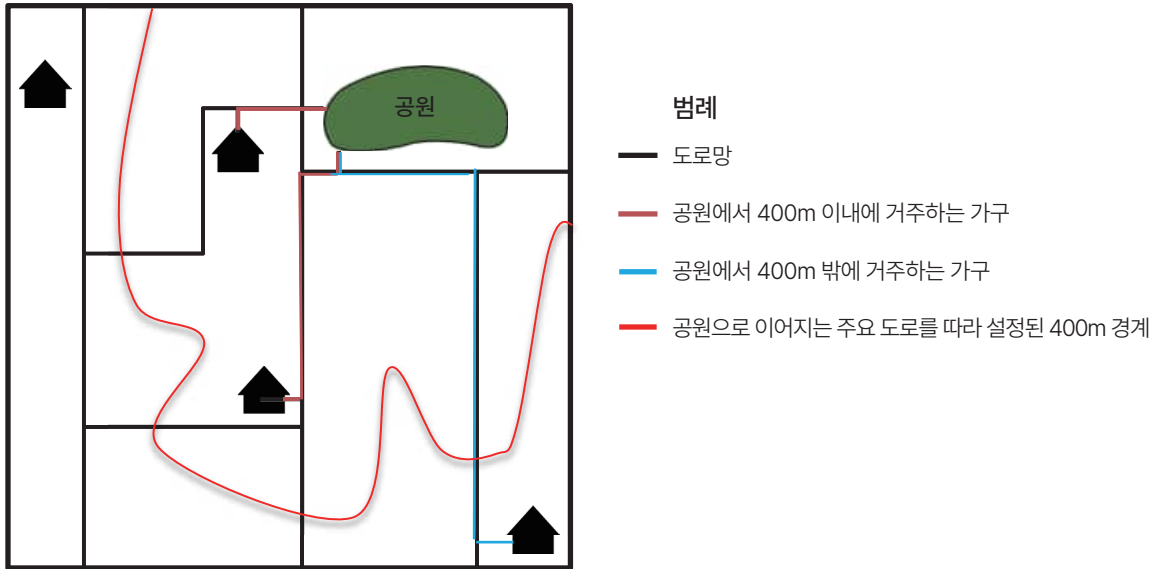 공원
범례
도로망
공원에서 400m 이내에 거주하는 가구
공원에서 400m 밖에 거주하는 가구
공원으로 이어지는 주요 도로를 따라 설정된 400m 경계